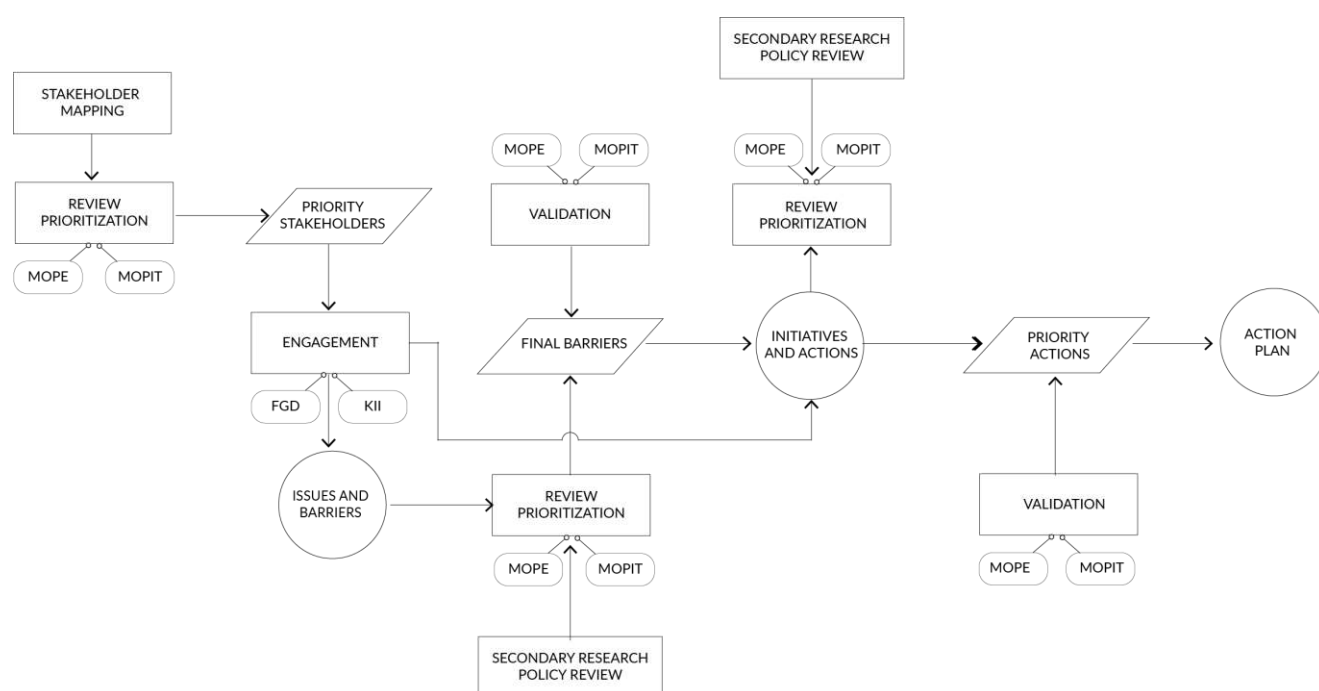 STAKEHOLDER
MAPPING
REVIEW
PRIORITIZATION
MOPE
MOPIT
PRIORITY
STAKEHOLDERS
ENGAGEMENT
FGD
KII
ISSUES AND
BARRIERS
MOPE
MOPIT
VALIDATION
FINAL BARRIERS
REVIEW
PRIORITIZATION
MOPE
MOPIT
SECONDARY RESEARCH
POLICY REVIEW
SECONDARY RESEARCH
POLICY REVIEW
MOPE
MOPIT
REVIEW
PRIORITIZATION
INITIATIVES
AND ACTIONS
PRIORITY
ACTIONS
VALIDATION
MOPE
MOPIT
ACTION
PLAN